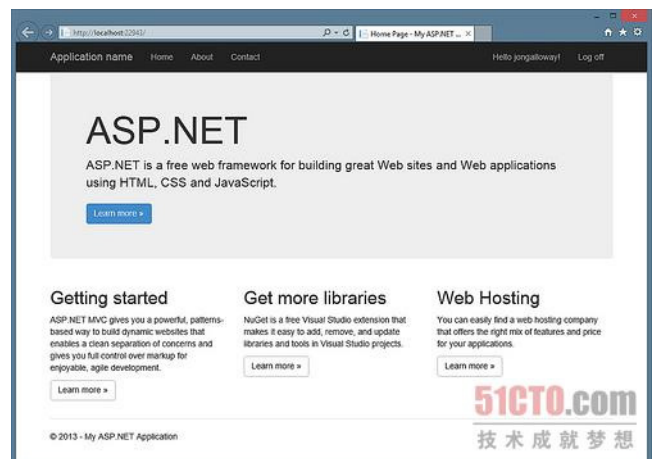 http://localhost:22943/
Home Page - My ASP.NET ...
Application name Home About Contact Hello jongalloway! Log off
ASP.NET
ASP.NET is a free web framework for building great Web sites and Web applications
using HTML, CSS and JavaScript.
Learn more »
Getting started
ASP.NET MVC gives you a powerful, patterns-
based way to build dynamic websites that
enables a clean separation of concerns and
gives you full control over markup for
enjoyable, agile development.
Learn more »
Get more libraries
NuGet is a free Visual Studio extension that
makes it easy to add, remove, and update
libraries and tools in Visual Studio projects.
Learn more »
Web Hosting
You can easily find a web hosting company
that offers the right mix of features and price
for your applications.
Learn more »
© 2013 - My ASP.NET Application
51CTO.com
技术成就梦想